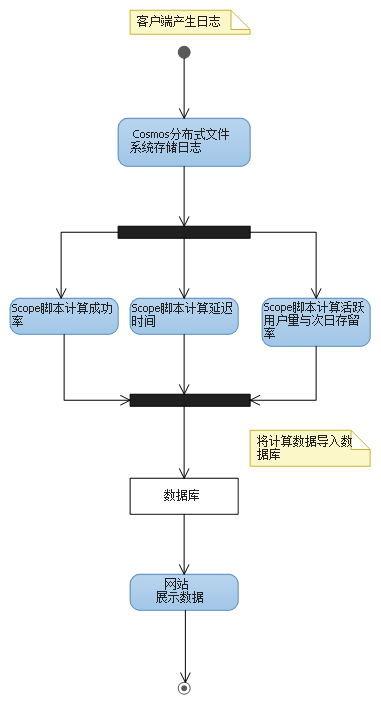 客户端产生日志
Cosmos分布式文件
系统存储日志
Scope脚本计算成功
率
Scope脚本计算延迟
时间
Scope脚本计算活跃
用户量与次日存留
率
将计算数据导入数
据库
数据库
网站
展示数据